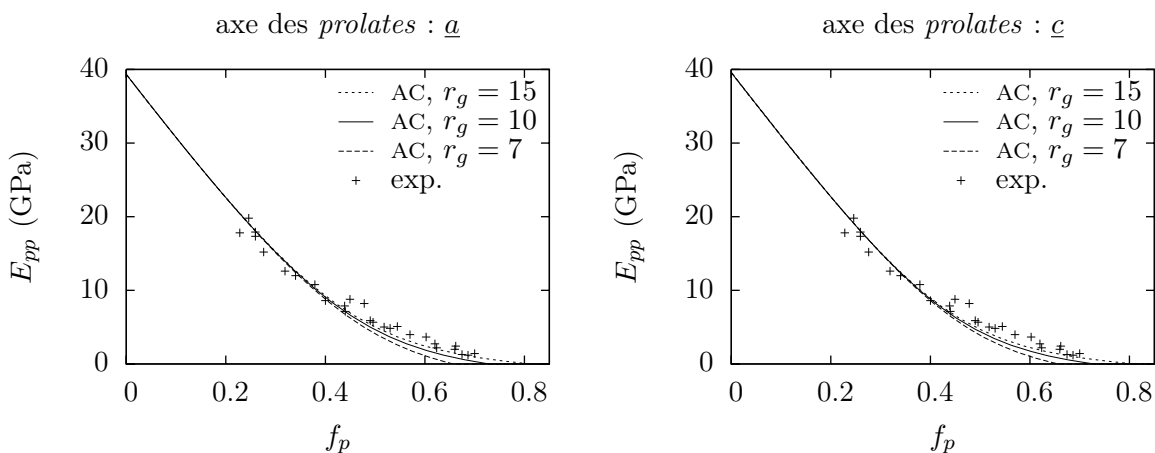 axe des prolates : a
40
30
20
10
0
E_pp (GPa)
0 0.2 0.4 0.6 0.8
f_p
AC, r_g = 15
AC, r_g = 10
AC, r_g = 7
exp.
axe des prolates : c
40
30
20
10
0
E_pp (GPa)
0 0.2 0.4 0.6 0.8
f_p
AC, r_g = 15
AC, r_g = 10
AC, r_g = 7
exp.